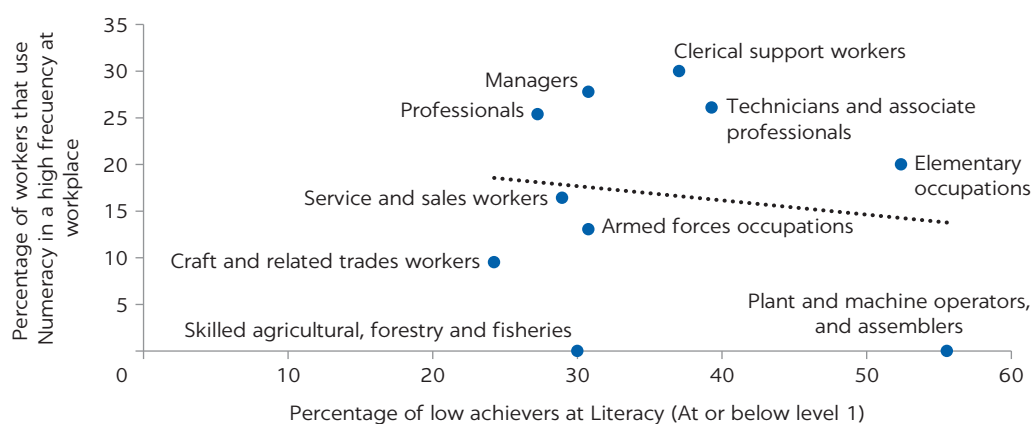 Percentage of workers that use
Numeracy in a high frecuency at
workplace
35
30
25
20
15
10
5
0
10
20
30
40
50
60
Clerical support workers
Managers
Professionals
Technicians and associate
professionals
Elementary
occupations
Service and sales workers
Armed forces occupations
Craft and related trades workers
Plant and machine operators,
and assemblers
Skilled agricultural, forestry and fisheries
Percentage of low achievers at Literacy (At or below level 1)